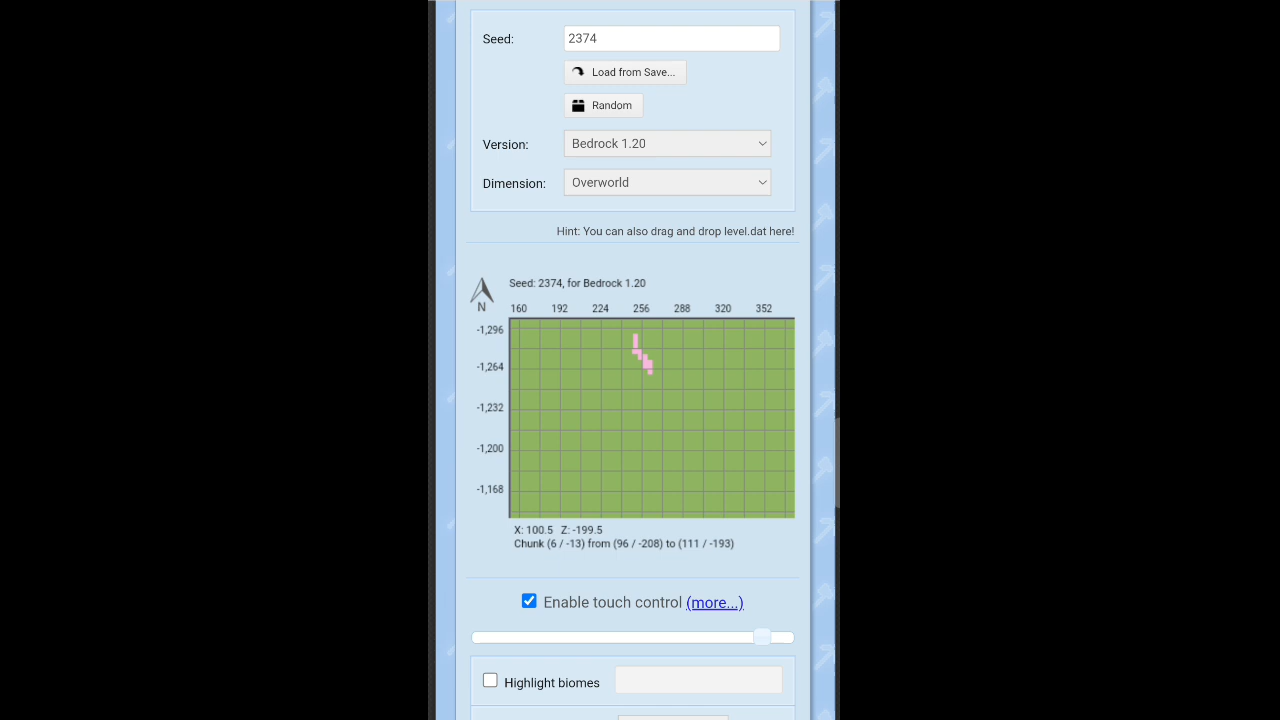 Seed: 2374
Load from Save...
Random
Version: Bedrock 1.20
Dimension: Overworld
Hint: You can also drag and drop level.dat here!
Seed: 2374, for Bedrock 1.20
N
160 192 224 256 288 320 352
-1,296
-1,264
-1,232
-1,200
-1,168
X: 100.5 Z: -199.5
Chunk (6 / -13) from (96 / -208) to (111 / -193)
Enable touch control (more...)
Highlight biomes